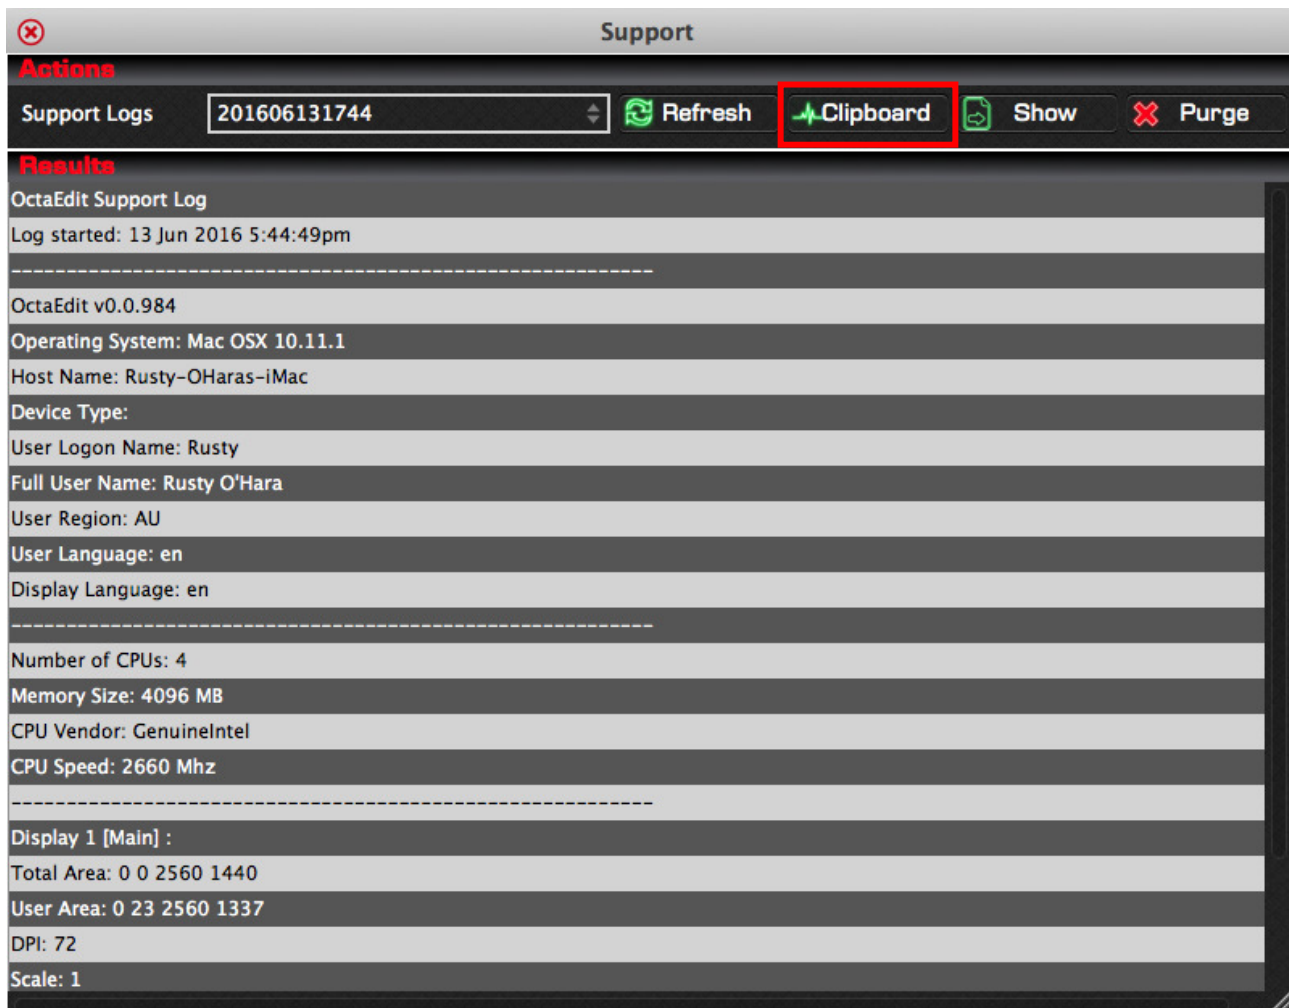 Support
Actions
Support Logs 201606131744 Refresh Clipboard Show Purge
Results
OctaEdit Support Log
Log started: 13 Jun 2016 5:44:49pm
----------------------------------------------------------
OctaEdit v0.0.984
Operating System: Mac OSX 10.11.1
Host Name: Rusty-OHaras-iMac
Device Type:
User Logon Name: Rusty
Full User Name: Rusty O'Hara
User Region: AU
User Language: en
Display Language: en
----------------------------------------------------------
Number of CPUs: 4
Memory Size: 4096 MB
CPU Vendor: GenuineIntel
CPU Speed: 2660 Mhz
----------------------------------------------------------
Display 1 [Main] :
Total Area: 0 0 2560 1440
User Area: 0 23 2560 1337
DPI: 72
Scale: 1